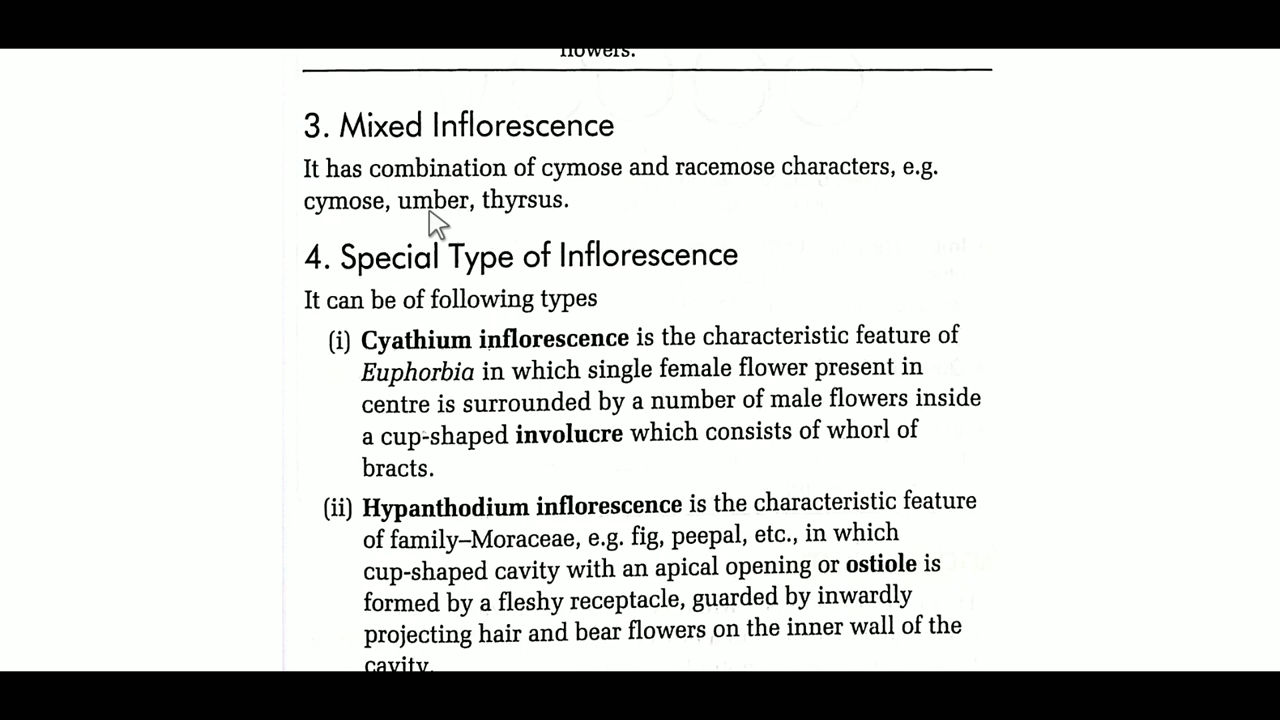 flowers.
3. Mixed Inflorescence
It has combination of cymose and racemose characters, e.g.
cymose, umber, thyrsus.
4. Special Type of Inflorescence
It can be of following types
(i) Cyathium inflorescence is the characteristic feature of
Euphorbia in which single female flower present in
centre is surrounded by a number of male flowers inside
a cup-shaped involucre which consists of whorl of
bracts.
(ii) Hypanthodium inflorescence is the characteristic feature
of family–Moraceae, e.g. fig, peepal, etc., in which
cup-shaped cavity with an apical opening or ostiole is
formed by a fleshy receptacle, guarded by inwardly
projecting hair and bear flowers on the inner wall of the
cavity.